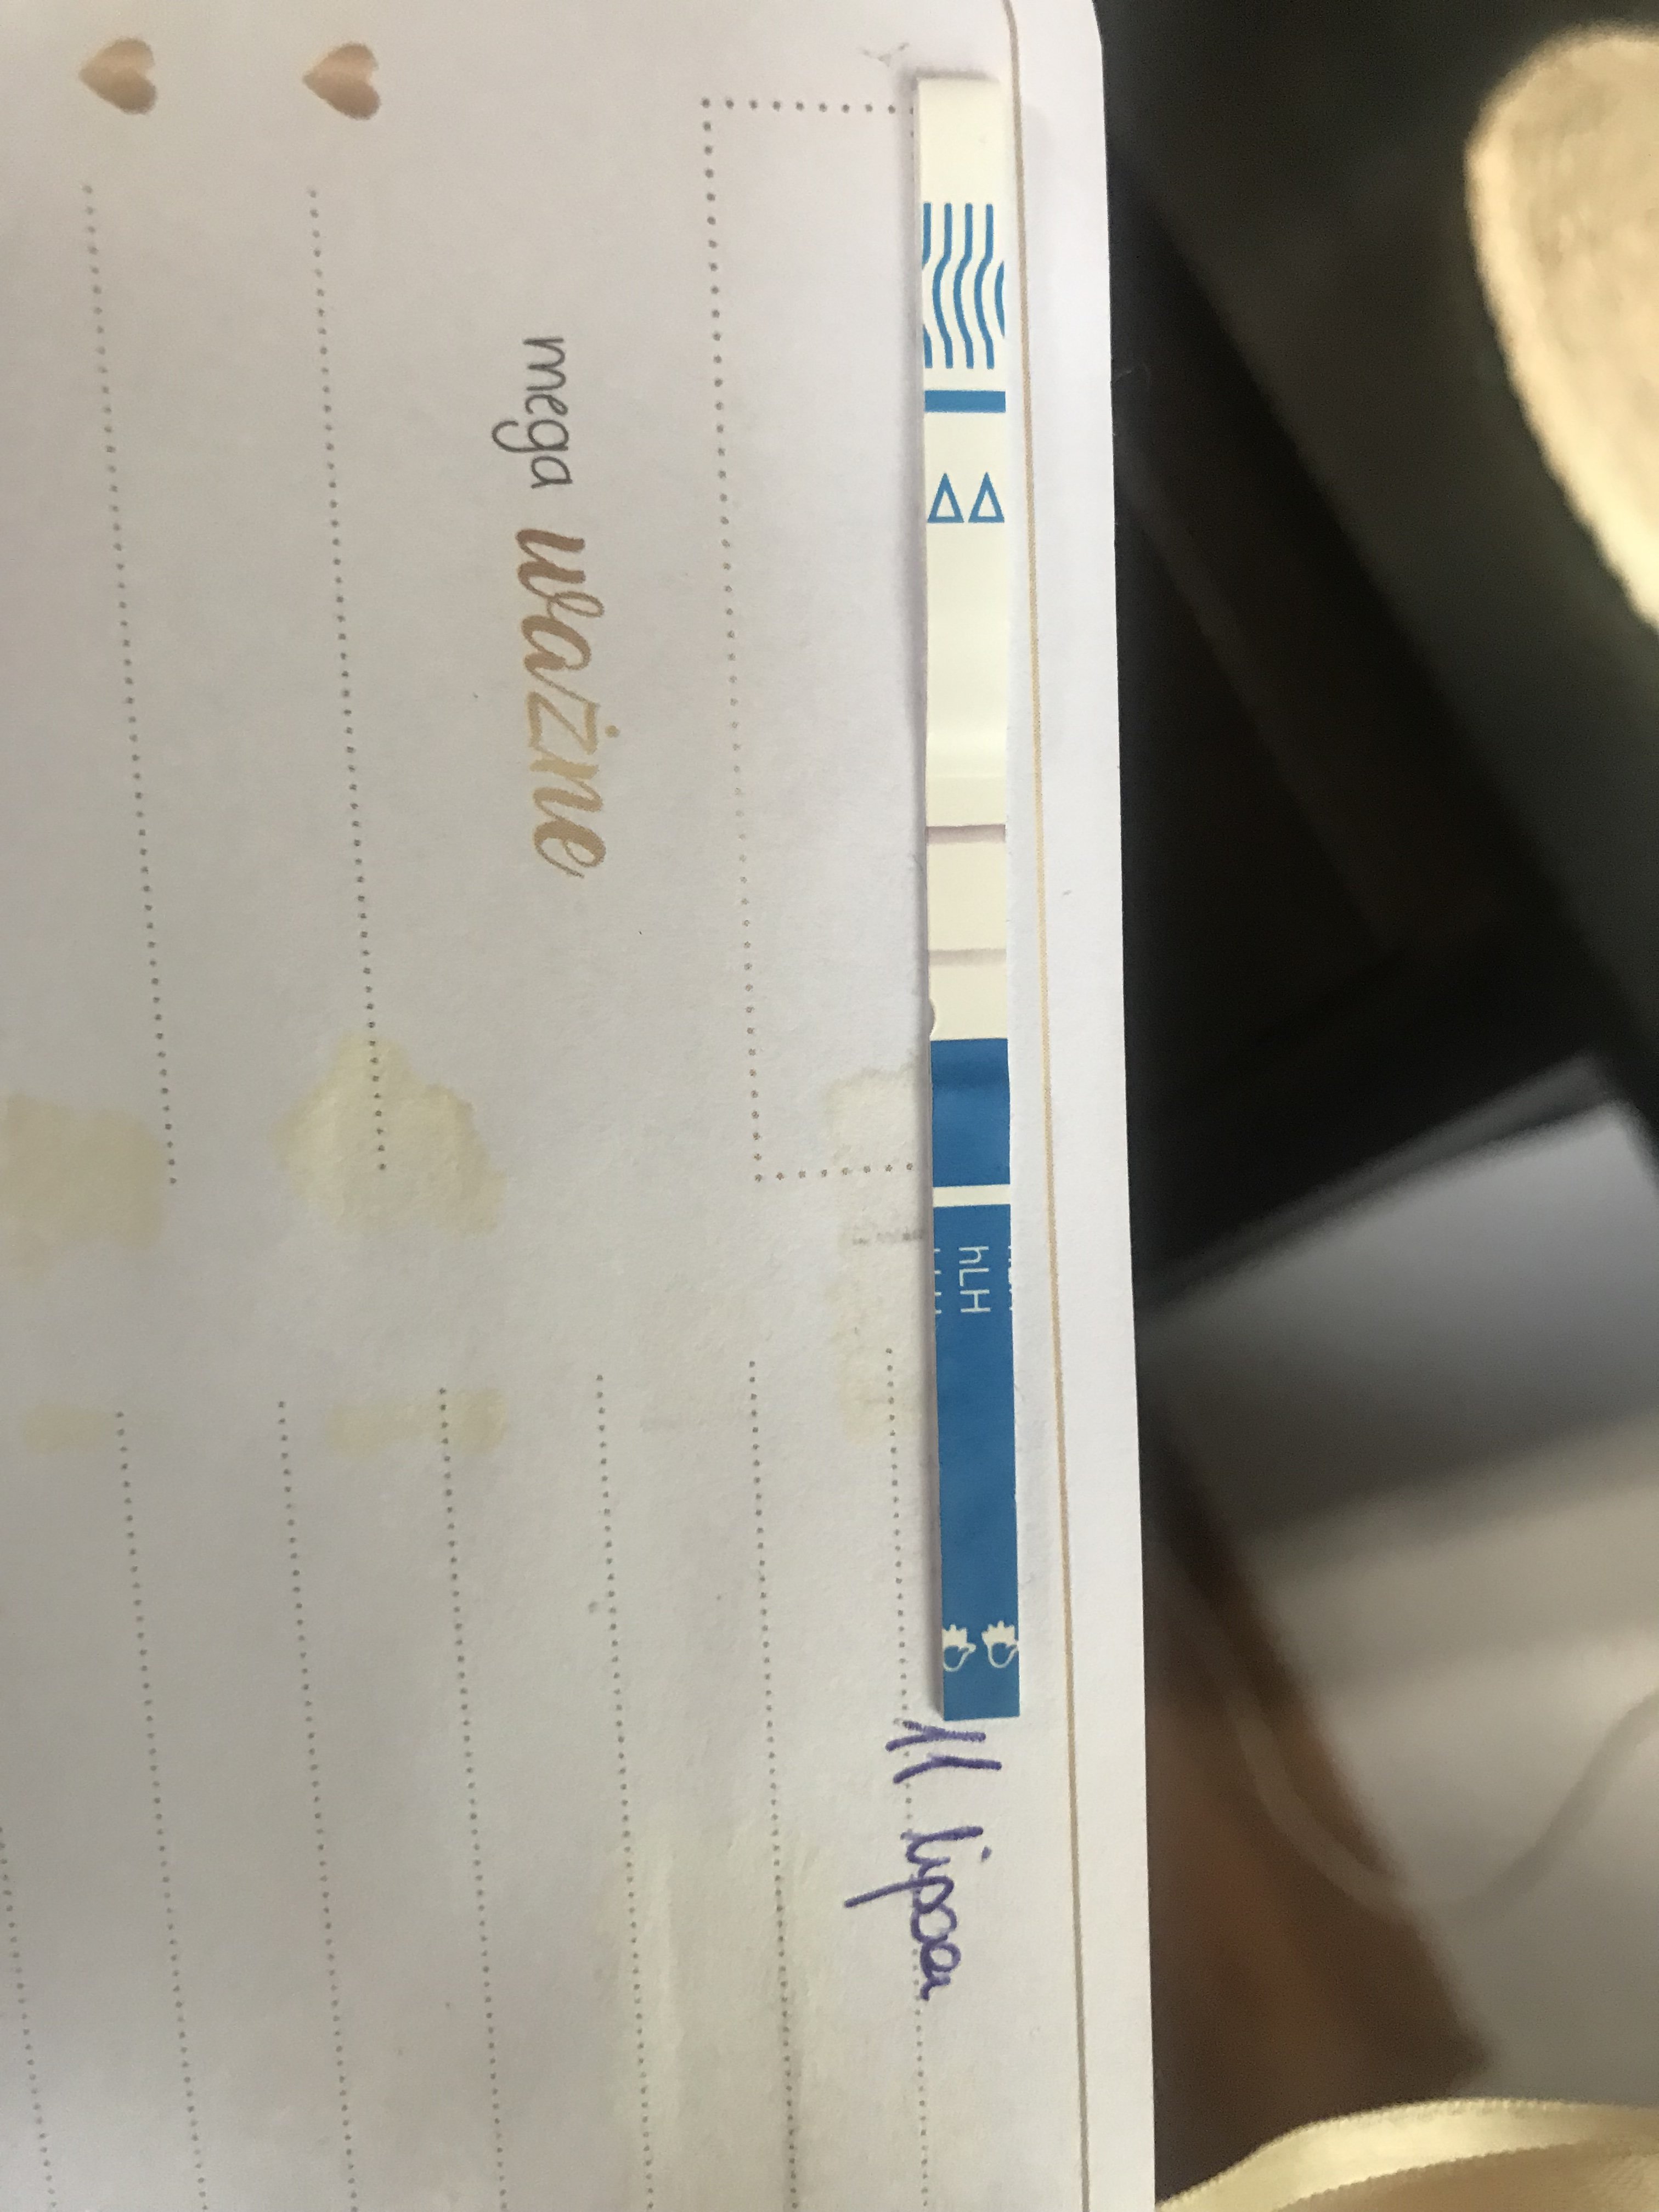 mega ważne
hLH
11 lipca